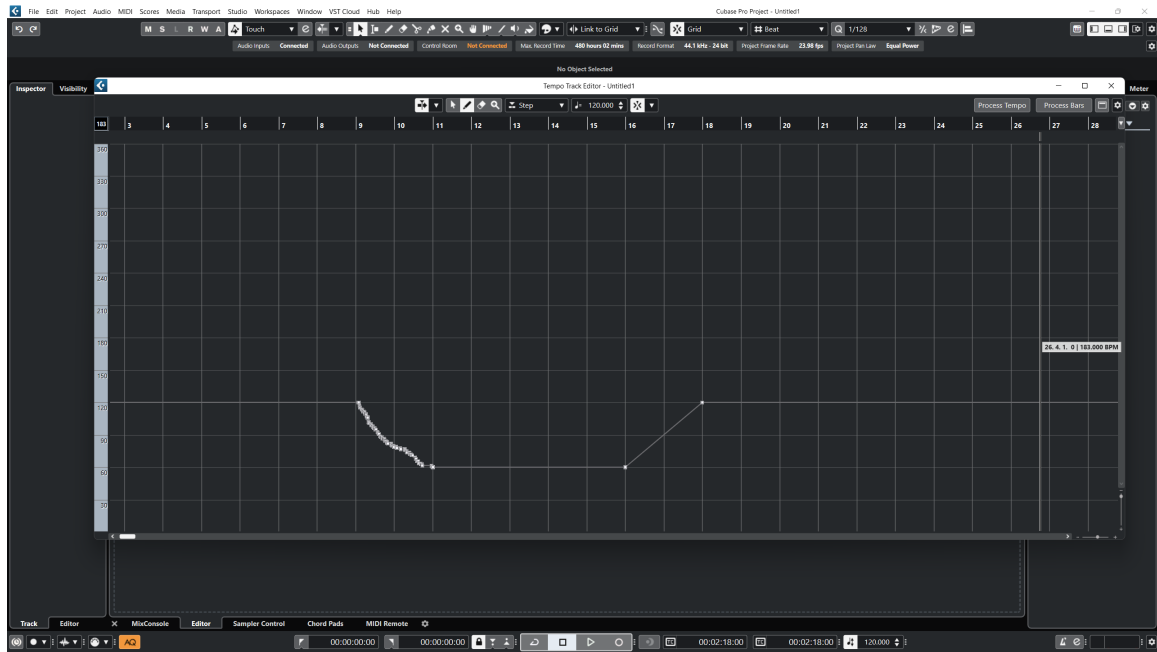 File Edit Project Audio MIDI Scores Media Transport Studio Workspaces Window VST Cloud Hub Help Cubase Pro Project - Untitled1
M S L R W A Touch Link to Grid Grid Beat Q 1/128
Audio Inputs Connected Audio Outputs Not Connected Control Room Not Connected Max. Record Time 480 hours 02 mins Record Format 44.1 kHz - 24 bit Project Frame Rate 23.98 fps Project Pan Law Equal Power
No Object Selected
Inspector Visibility Tempo Track Editor - Untitled1 Meter
Step 120.000 Process Tempo Process Bars
183 3 4 5 6 7 8 9 10 11 12 13 14 15 16 17 18 19 20 21 22 23 24 25 26 27 28
360
330
300
270
240
210
180
26. 4. 1. 0 | 183.000 BPM
150
120
90
60
30
Track Editor MixConsole Editor Sampler Control Chord Pads MIDI Remote
AQ 00:00:00:00 00:00:00:00 00:02:18:00 00:02:18:00 120.000